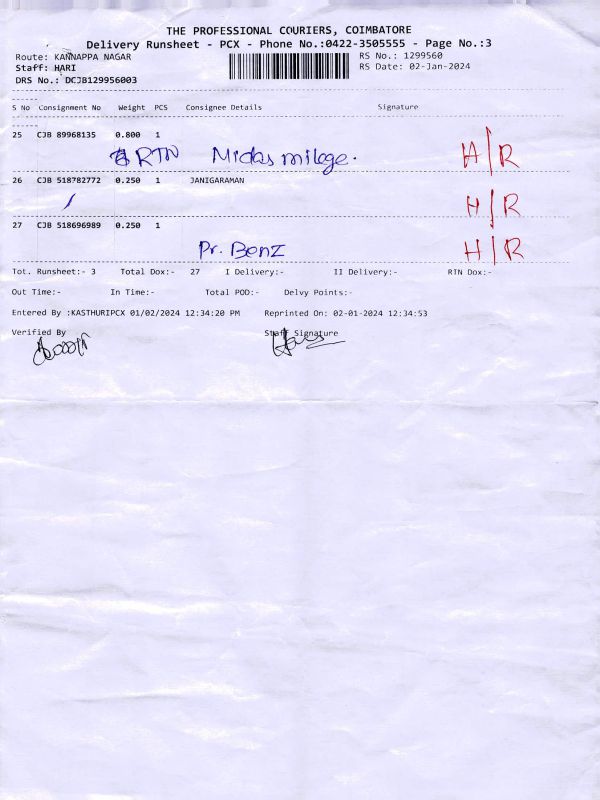 THE PROFESSIONAL COURIERS, COIMBATORE
Delivery Runsheet - PCX - Phone No.:0422-3505555 - Page No.:3
Route: KANNAPPA NAGAR RS No.: 1299560
Staff: HARI RS Date: 02-Jan-2024
DRS No.: DCJB129956003
S No Consignment No Weight PCS Consignee Details Signature
25 CJB 89968135 0.800 1
RTN Midas milage. H/R
26 CJB 518782772 0.250 1 JANIGARAMAN
H/R
27 CJB 518696989 0.250 1
Pr. Benz H/R
Tot. Runsheet:- 3 Total Dox:- 27 I Delivery:- II Delivery:- RTN Dox:-
Out Time:- In Time:- Total POD:- Delvy Points:-
Entered By :KASTHURIPCX 01/02/2024 12:34:20 PM Reprinted On: 02-01-2024 12:34:53
Verified By Staff Signature